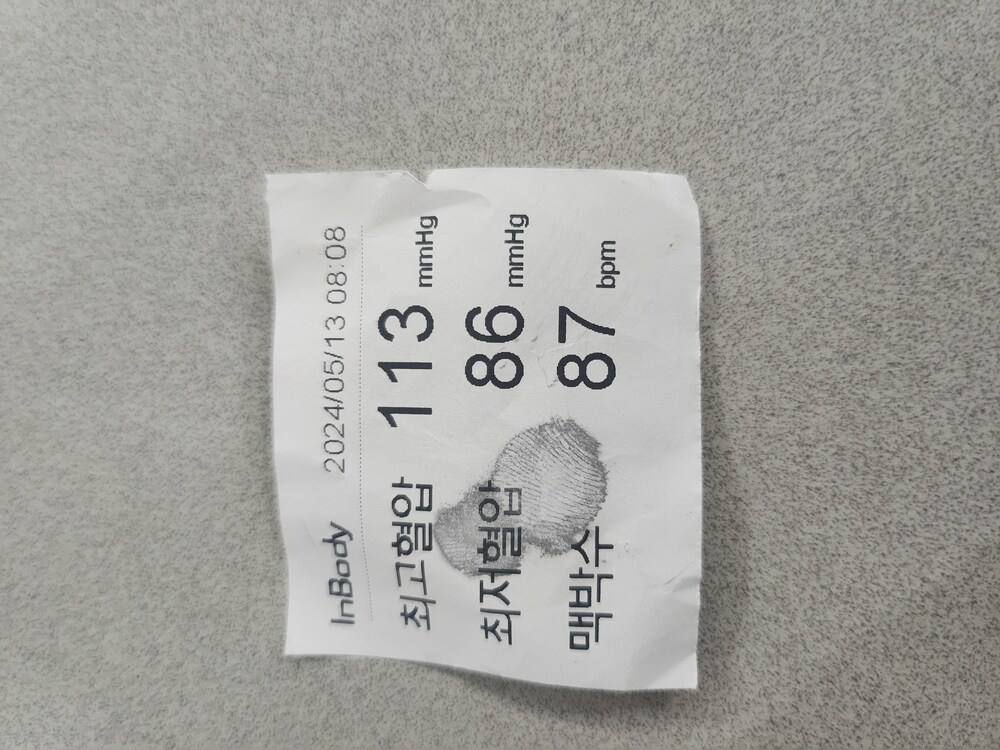 InBody 2024/05/13 08:08
최고혈압 113 mmHg
최저혈압 86 mmHg
맥박수 87 bpm